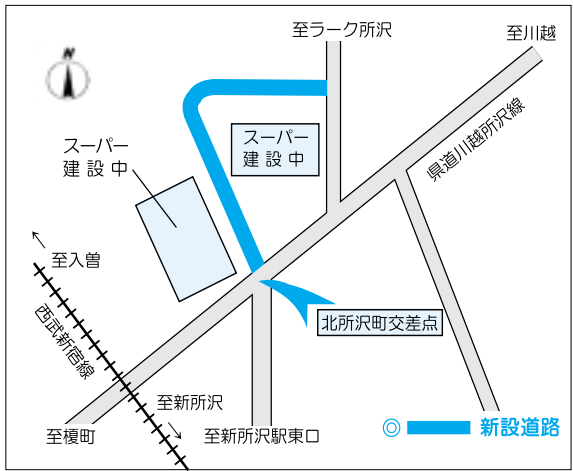 至ラーク所沢
至川越
N
スーパー
建設中
スーパー
建設中
県道川越所沢線
至入曽
西武新宿線
北所沢町交差点
至新所沢
至榎町
至新所沢駅東口
◎ 新設道路